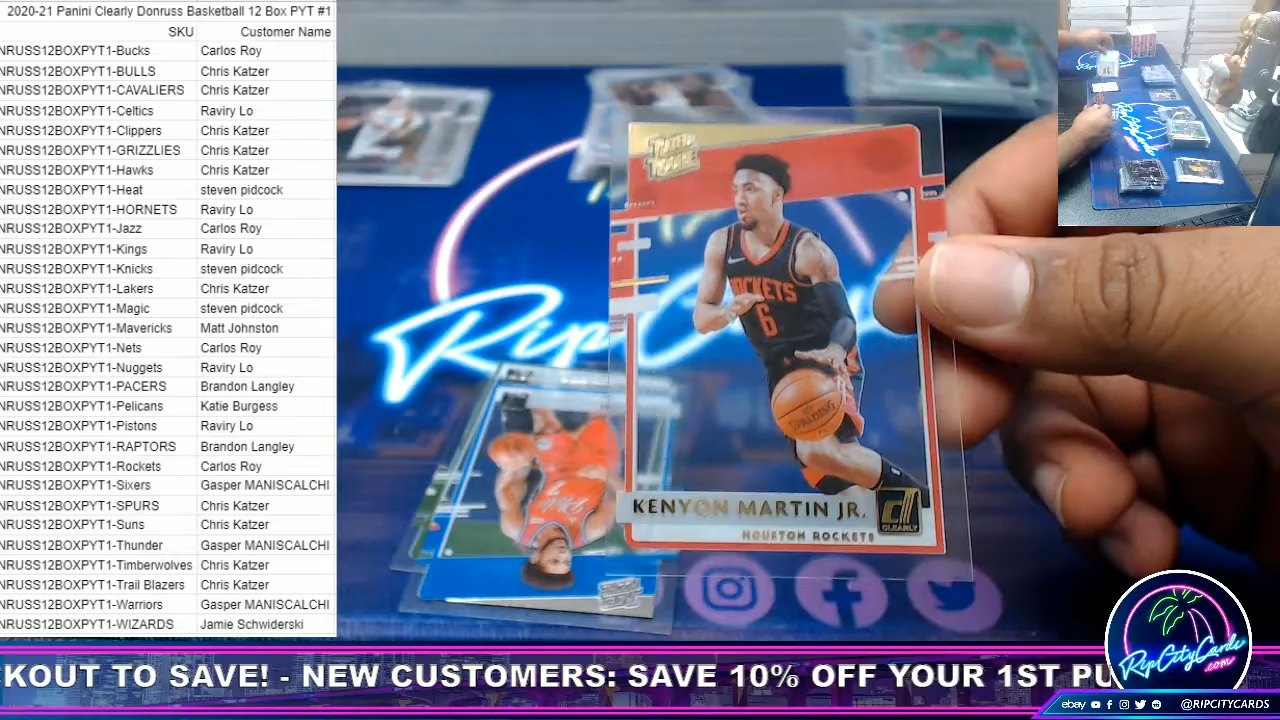 2020-21 Panini Clearly Donruss Basketball 12 Box PYT #1
SKU Customer Name
NRUSS12BOXPYT1-Bucks Carlos Roy
NRUSS12BOXPYT1-BULLS Chris Katzer
NRUSS12BOXPYT1-CAVALIERS Chris Katzer
NRUSS12BOXPYT1-Celtics Raviry Lo
NRUSS12BOXPYT1-Clippers Chris Katzer
NRUSS12BOXPYT1-GRIZZLIES Chris Katzer
NRUSS12BOXPYT1-Hawks Chris Katzer
NRUSS12BOXPYT1-Heat steven pidcock
NRUSS12BOXPYT1-HORNETS Raviry Lo
NRUSS12BOXPYT1-Jazz Carlos Roy
NRUSS12BOXPYT1-Kings Raviry Lo
NRUSS12BOXPYT1-Knicks steven pidcock
NRUSS12BOXPYT1-Lakers Chris Katzer
NRUSS12BOXPYT1-Magic steven pidcock
NRUSS12BOXPYT1-Mavericks Matt Johnston
NRUSS12BOXPYT1-Nets Carlos Roy
NRUSS12BOXPYT1-Nuggets Raviry Lo
NRUSS12BOXPYT1-PACERS Brandon Langley
NRUSS12BOXPYT1-Pelicans Katie Burgess
NRUSS12BOXPYT1-Pistons Raviry Lo
NRUSS12BOXPYT1-RAPTORS Brandon Langley
NRUSS12BOXPYT1-Rockets Carlos Roy
NRUSS12BOXPYT1-Sixers Gasper MANISCALCHI
NRUSS12BOXPYT1-SPURS Chris Katzer
NRUSS12BOXPYT1-Suns Chris Katzer
NRUSS12BOXPYT1-Thunder Gasper MANISCALCHI
NRUSS12BOXPYT1-Timberwolves Chris Katzer
NRUSS12BOXPYT1-Trail Blazers Chris Katzer
NRUSS12BOXPYT1-Warriors Gasper MANISCALCHI
NRUSS12BOXPYT1-WIZARDS Jamie Schwiderski
RATED ROOKIE
ROCKETS
6
SPALDING
KENYON MARTIN JR.
CLEARLY
HOUSTON ROCKETS
Rip C
KOUT TO SAVE! - NEW CUSTOMERS: SAVE 10% OFF YOUR 1ST PU
RipCityCards
.com
ebay @RIPCITYCARDS